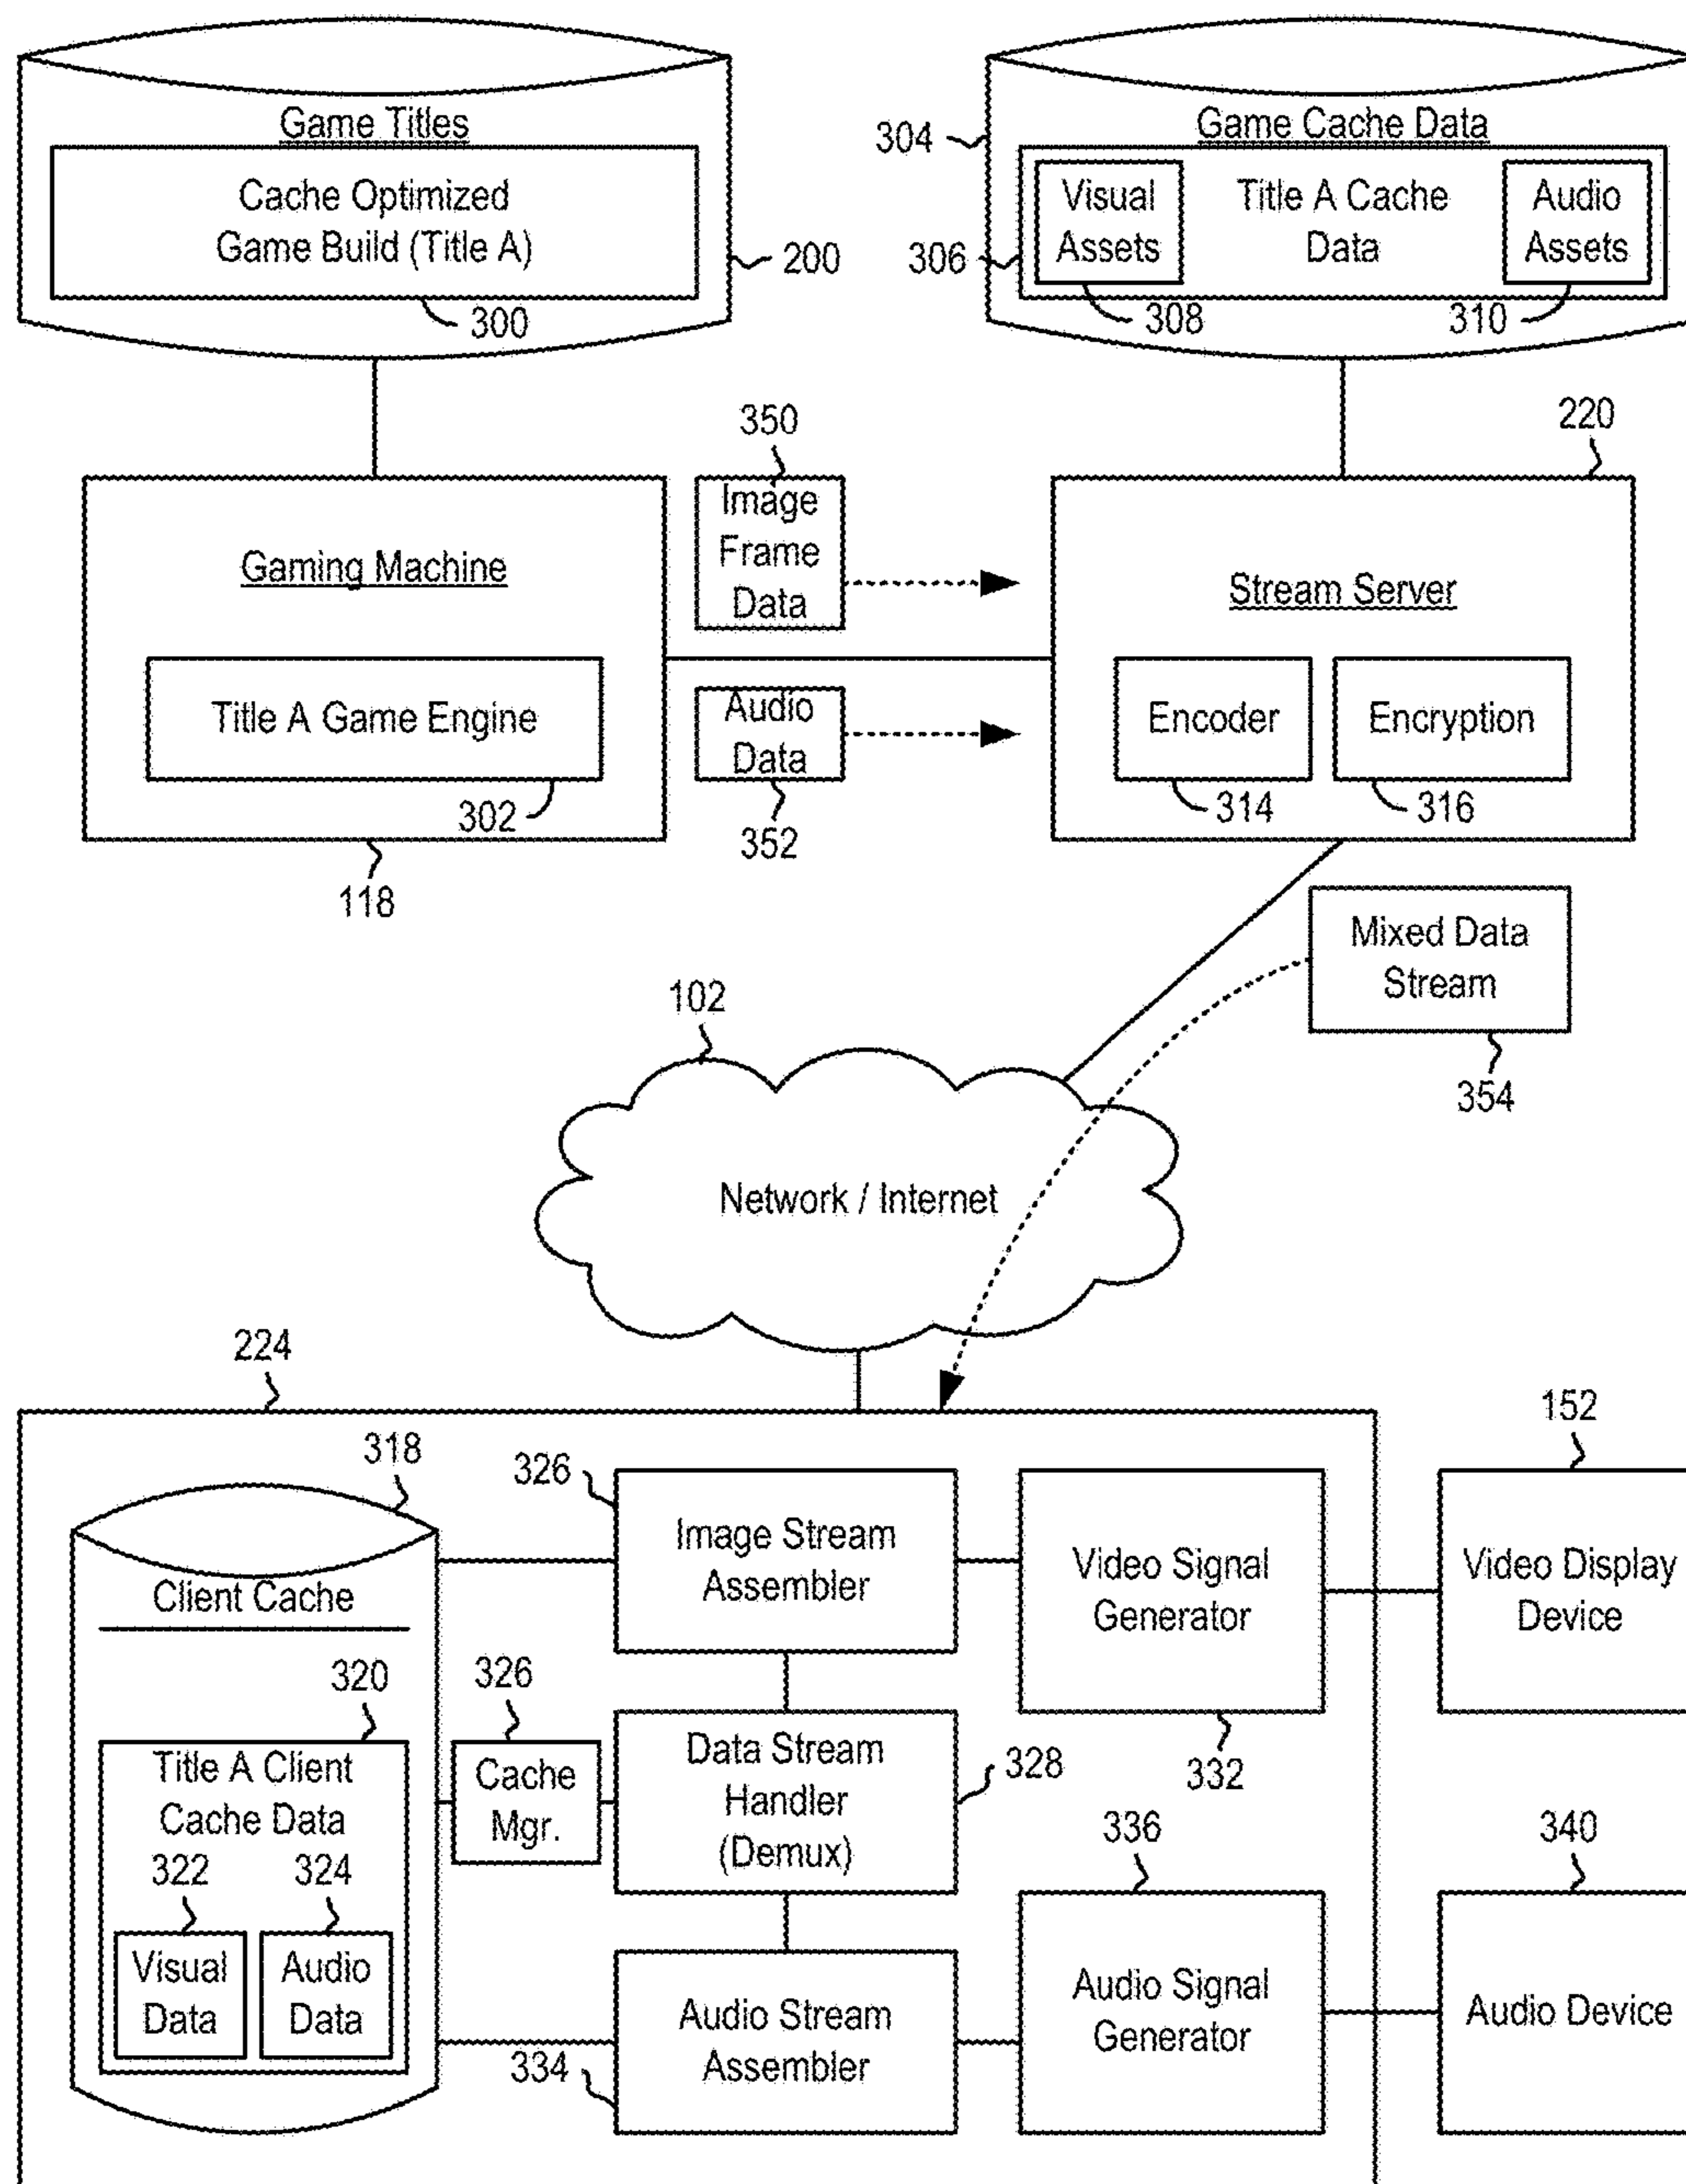 Game Titles
Cache Optimized
Game Build (Title A)
300
200
304
Game Cache Data
306
Visual
Assets
Title A Cache
Data
Audio
Assets
308
310
350
220
Gaming Machine
Title A Game Engine
302
118
Image
Frame
Data
Audio
Data
352
Stream Server
Encoder
Encryption
314
316
Mixed Data
Stream
354
102
Network / Internet
224
318
Client Cache
320
Title A Client
Cache Data
322
324
Visual
Data
Audio
Data
326
Cache
Mgr.
326
Image Stream
Assembler
Data Stream
Handler
(Demux)
328
334
Audio Stream
Assembler
Video Signal
Generator
332
336
Audio Signal
Generator
152
Video Display
Device
340
Audio Device